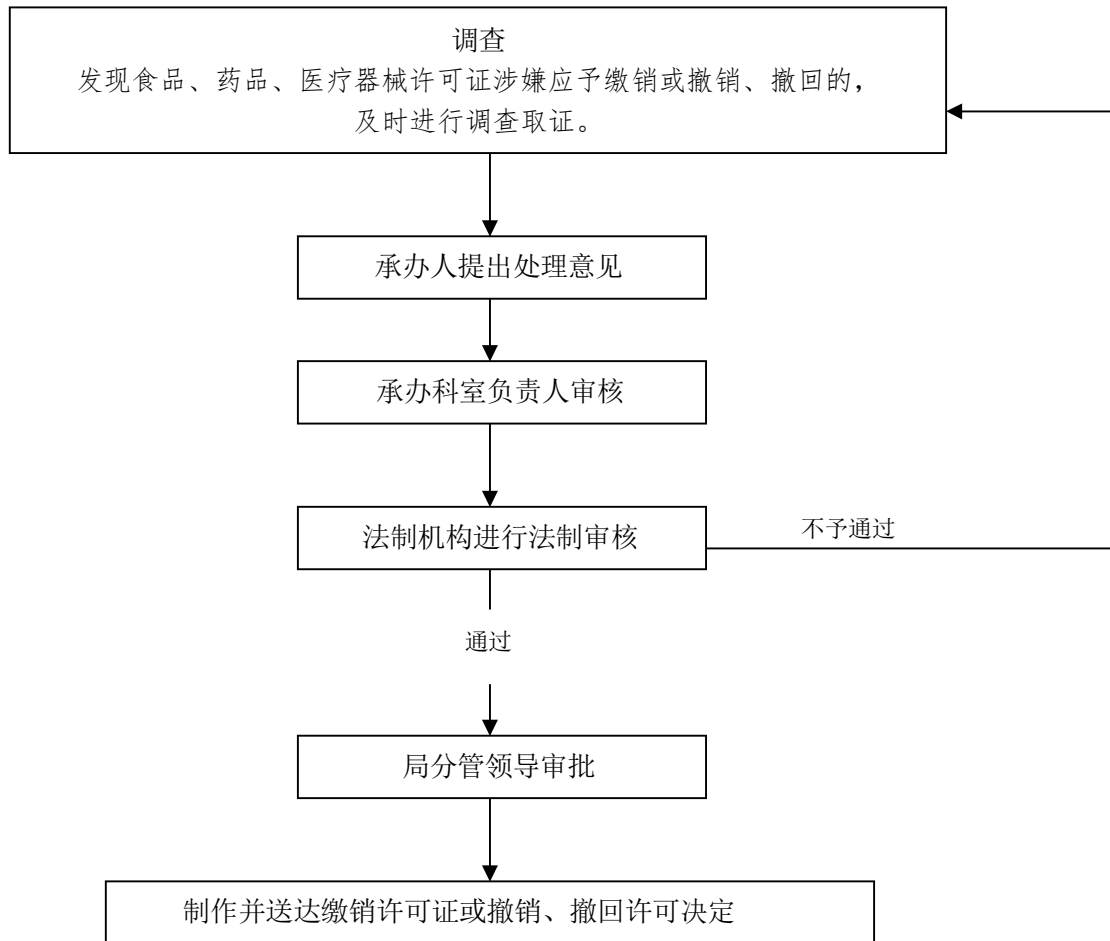 调查
发现食品、药品、医疗器械许可证涉嫌应予缴销或撤销、撤回的，
及时进行调查取证。
承办人提出处理意见
承办科室负责人审核
法制机构进行法制审核
不予通过
通过
局分管领导审批
制作并送达缴销许可证或撤销、撤回许可决定